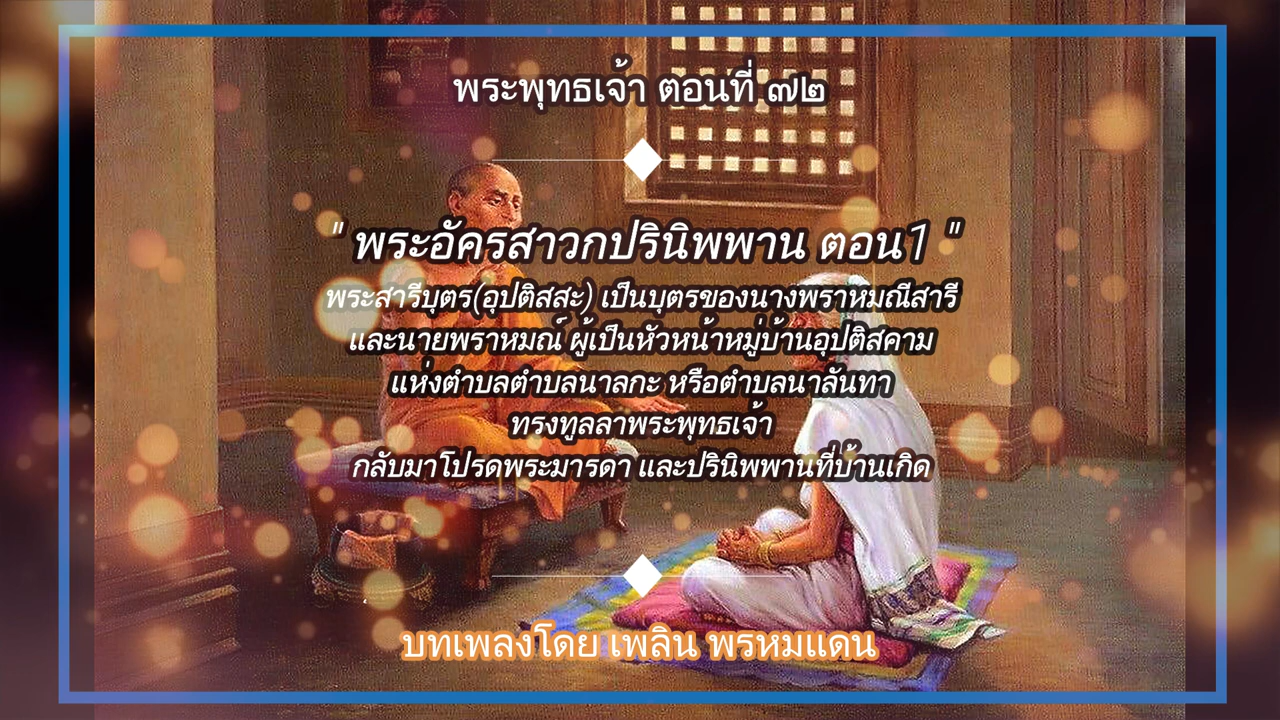 พระพุทธเจ้า ตอนที่ ๗๒
" พระอัครสาวกปรินิพพาน ตอน1 "
พระสารีบุตร(อุปติสสะ) เป็นบุตรของนางพราหมณีสารี
และนายพราหมณ์ ผู้เป็นหัวหน้าหมู่บ้านอุปติสคาม
แห่งตำบลตำบลนาลกะ หรือตำบลนาลันทา
ทรงทูลลาพระพุทธเจ้า
กลับมาโปรดพระมารดา และปรินิพพานที่บ้านเกิด
บทเพลงโดย เพลิน พรหมแดน